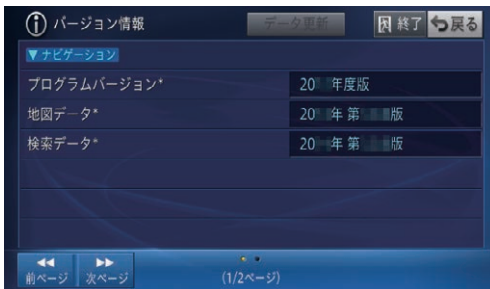 バージョン情報 データ更新 終了 戻る
▼ナビゲーション
プログラムバージョン* 20 年度版
地図データ* 20 年 第 版
検索データ* 20 年 第 版
前ページ 次ページ (1/2ページ)